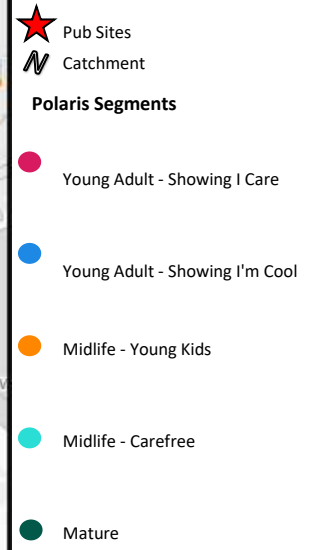 Pub Sites
Catchment
Polaris Segments
Young Adult - Showing I Care
Young Adult - Showing I'm Cool
Midlife - Young Kids
Midlife - Carefree
Mature